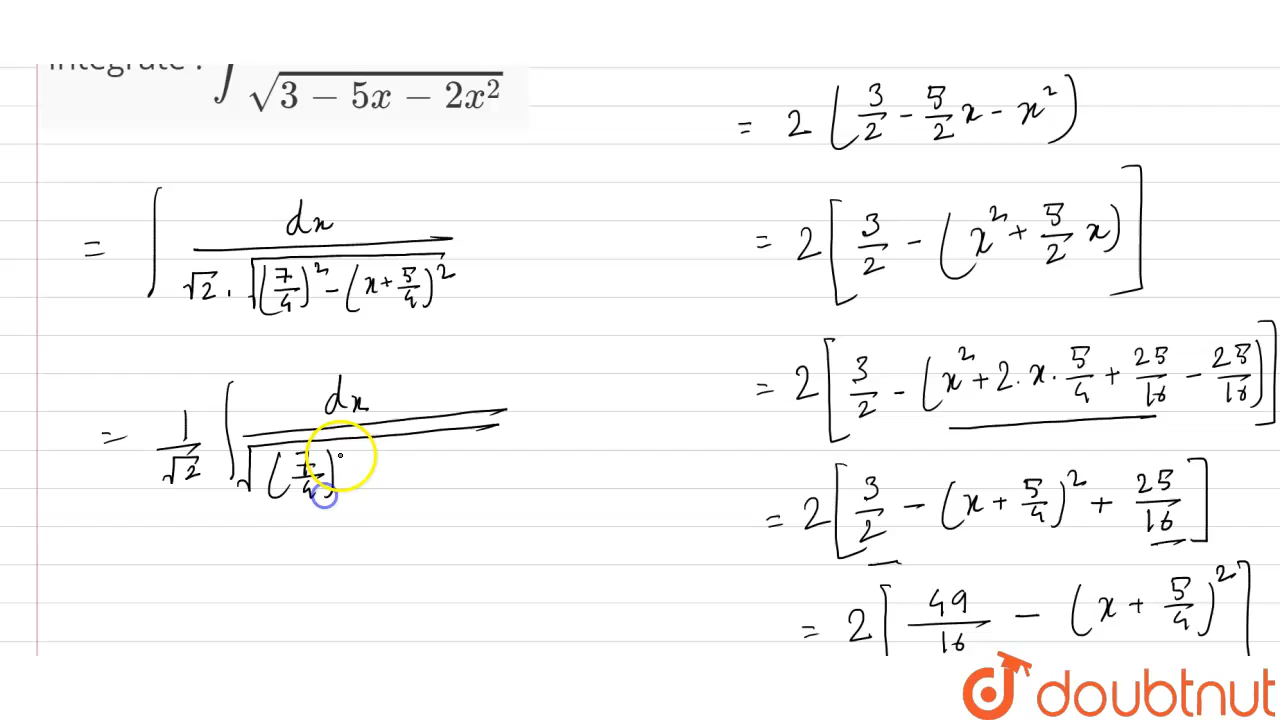 Integrate : ∫ √(3 − 5x − 2x²)
= ∫ dx / (√2 · √((7/4)² − (x + 5/4)²))
= 1/√2 ∫ dx / √((7/4)
= 2 (3/2 − 5/2 x − x²)
= 2 [3/2 − (x² + 5/2 x)]
= 2 [3/2 − (x² + 2·x·5/4 + 25/16 − 25/16)]
= 2 [3/2 − (x + 5/4)² + 25/16]
= 2 [49/16 − (x + 5/4)²]
doubtnut